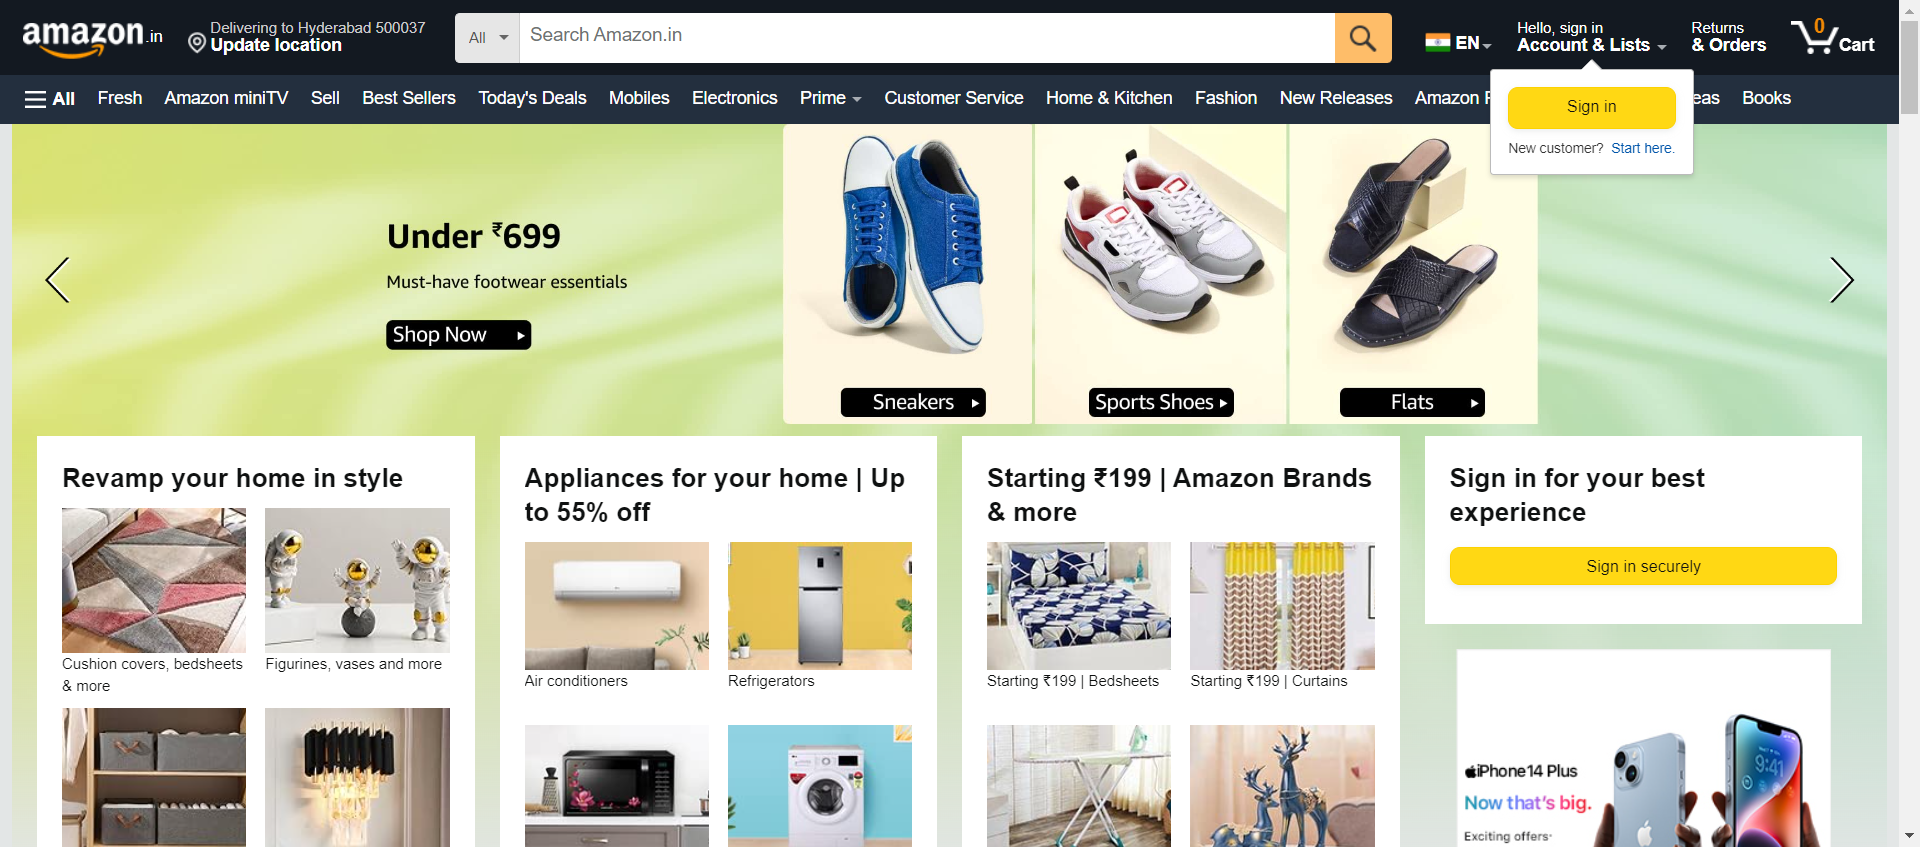 amazon.in
Delivering to Hyderabad 500037
Update location
All
Search Amazon.in
EN
Hello, sign in
Account & Lists
Returns
& Orders
0
Cart
All
Fresh
Amazon miniTV
Sell
Best Sellers
Today's Deals
Mobiles
Electronics
Prime
Customer Service
Home & Kitchen
Fashion
New Releases
Amazon
eas
Books
Sign in
New customer? Start here.
Under ₹699
Must-have footwear essentials
Shop Now
Sneakers
Sports Shoes
Flats
Revamp your home in style
Cushion covers, bedsheets
& more
Figurines, vases and more
Appliances for your home | Up
to 55% off
Air conditioners
Refrigerators
Starting ₹199 | Amazon Brands
& more
Starting ₹199 | Bedsheets
Starting ₹199 | Curtains
Sign in for your best
experience
Sign in securely
iPhone 14 Plus
Now that's big.
Exciting offers*
9:41